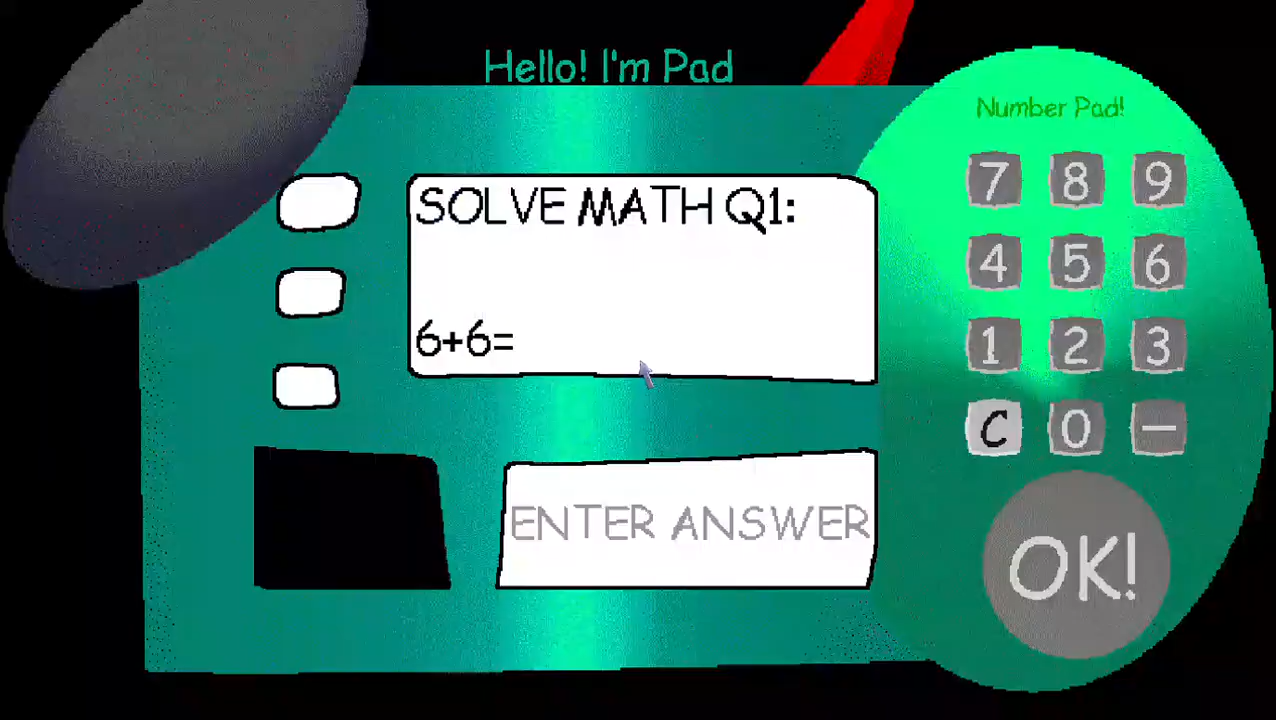 Hello! I'm Pad
Number Pad!
SOLVE MATH Q1:
6+6=
ENTER ANSWER
7 8 9
4 5 6
1 2 3
C 0 –
OK!